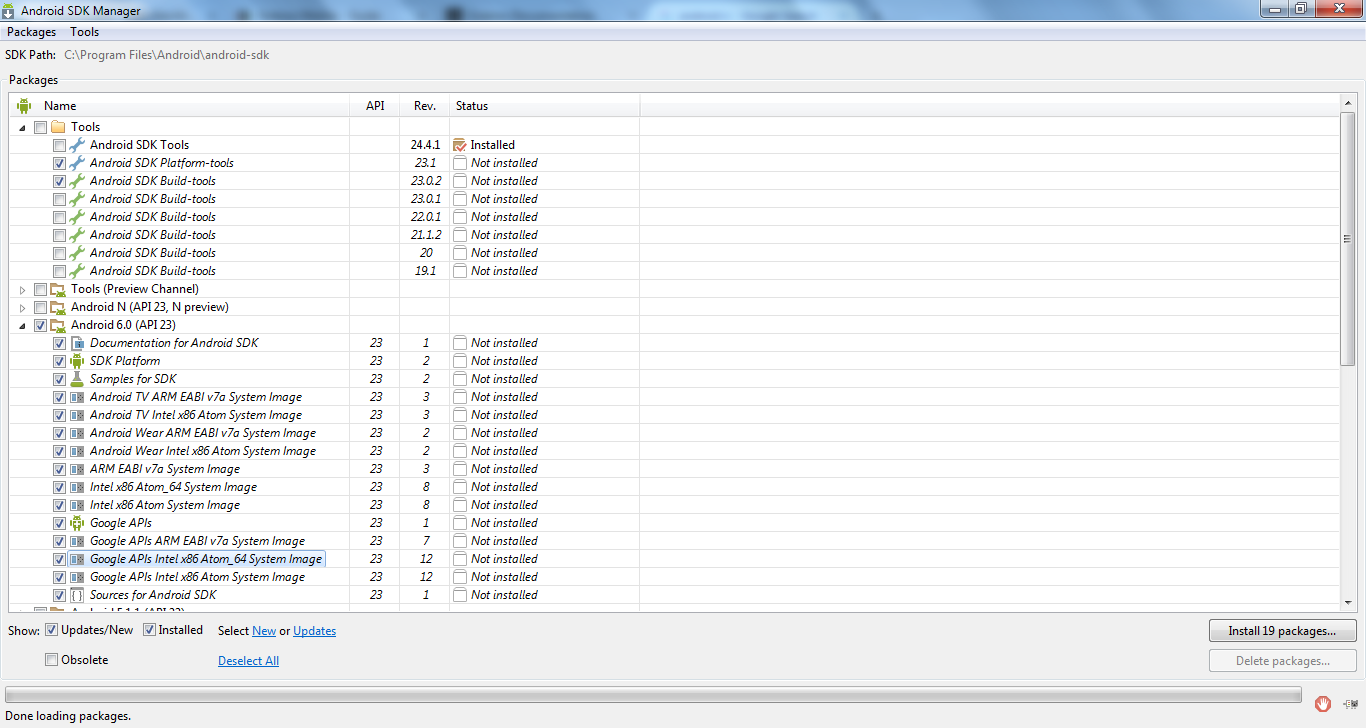 Android SDK Manager
Packages Tools
SDK Path: C:\Program Files\Android\android-sdk
Packages
Name API Rev. Status
Tools
Android SDK Tools 24.4.1 Installed
Android SDK Platform-tools 23.1 Not installed
Android SDK Build-tools 23.0.2 Not installed
Android SDK Build-tools 23.0.1 Not installed
Android SDK Build-tools 22.0.1 Not installed
Android SDK Build-tools 21.1.2 Not installed
Android SDK Build-tools 20 Not installed
Android SDK Build-tools 19.1 Not installed
Tools (Preview Channel)
Android N (API 23, N preview)
Android 6.0 (API 23)
Documentation for Android SDK 23 1 Not installed
SDK Platform 23 2 Not installed
Samples for SDK 23 2 Not installed
Android TV ARM EABI v7a System Image 23 3 Not installed
Android TV Intel x86 Atom System Image 23 3 Not installed
Android Wear ARM EABI v7a System Image 23 2 Not installed
Android Wear Intel x86 Atom System Image 23 2 Not installed
ARM EABI v7a System Image 23 3 Not installed
Intel x86 Atom_64 System Image 23 8 Not installed
Intel x86 Atom System Image 23 8 Not installed
Google APIs 23 1 Not installed
Google APIs ARM EABI v7a System Image 23 7 Not installed
Google APIs Intel x86 Atom_64 System Image 23 12 Not installed
Google APIs Intel x86 Atom System Image 23 12 Not installed
Sources for Android SDK 23 1 Not installed
Android 5.1.1 (API 22)
Show: Updates/New Installed Select New or Updates Install 19 packages...
Obsolete Deselect All Delete packages...
Done loading packages.